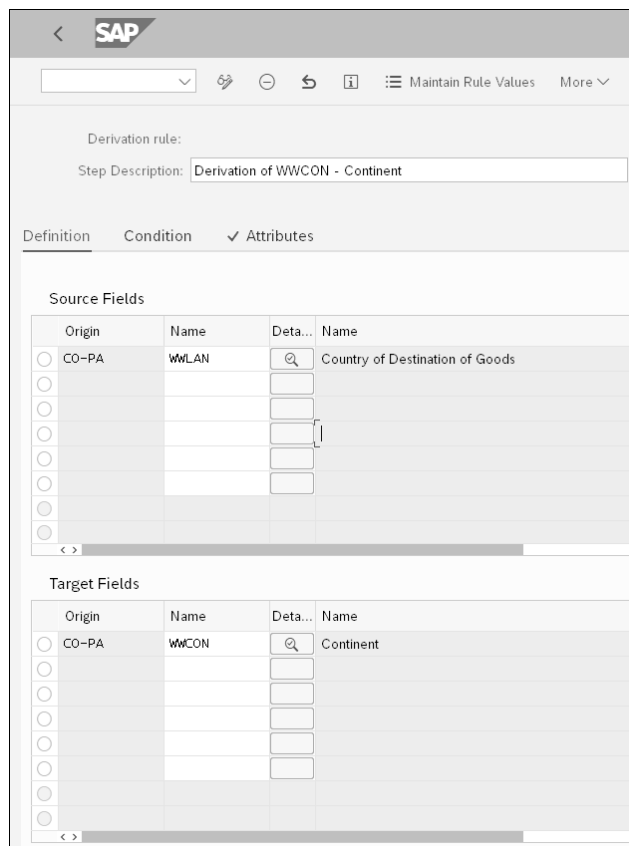 SAP
Maintain Rule Values More
Derivation rule:
Step Description: Derivation of WWCON - Continent
Definition Condition Attributes
Source Fields
Origin Name Deta... Name
CO-PA WWLAN Country of Destination of Goods
Target Fields
Origin Name Deta... Name
CO-PA WWCON Continent